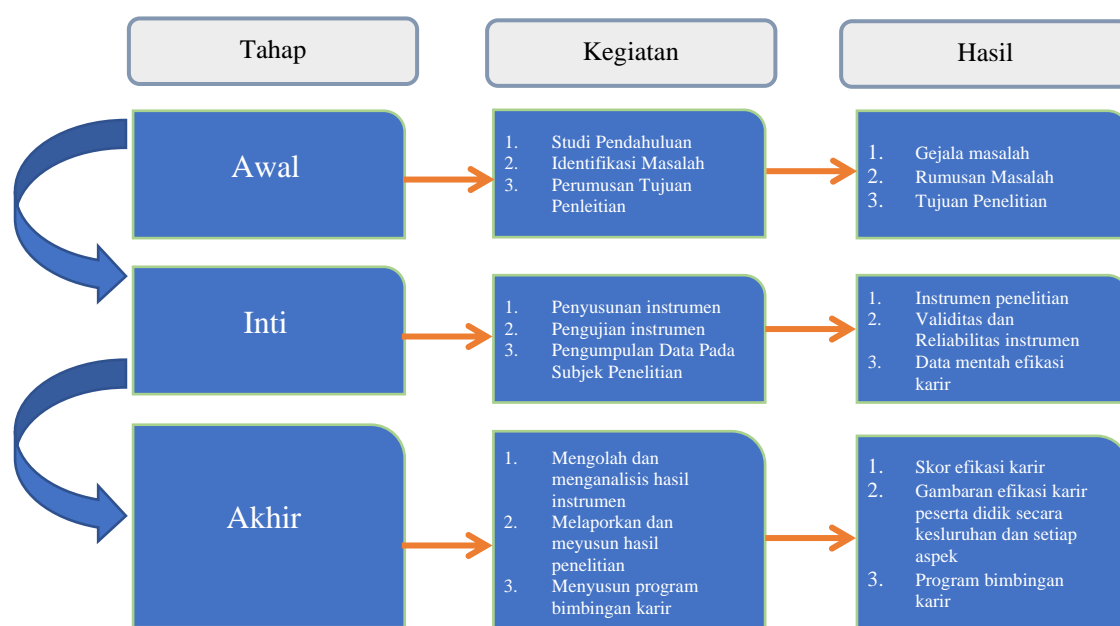 Tahap
Kegiatan
Hasil
Awal
1. Studi Pendahuluan
2. Identifikasi Masalah
3. Perumusan Tujuan
Penleitian
1. Gejala masalah
2. Rumusan Masalah
3. Tujuan Penelitian
Inti
1. Penyusunan instrumen
2. Pengujian instrumen
3. Pengumpulan Data Pada
Subjek Penelitian
1. Instrumen penelitian
2. Validitas dan
Reliabilitas instrumen
3. Data mentah efikasi
karir
Akhir
1. Mengolah dan
menganalisis hasil
instrumen
2. Melaporkan dan
meyusun hasil
penelitian
3. Menyusun program
bimbingan karir
1. Skor efikasi karir
2. Gambaran efikasi karir
peserta didik secara
kesluruhan dan setiap
aspek
3. Program bimbingan
karir